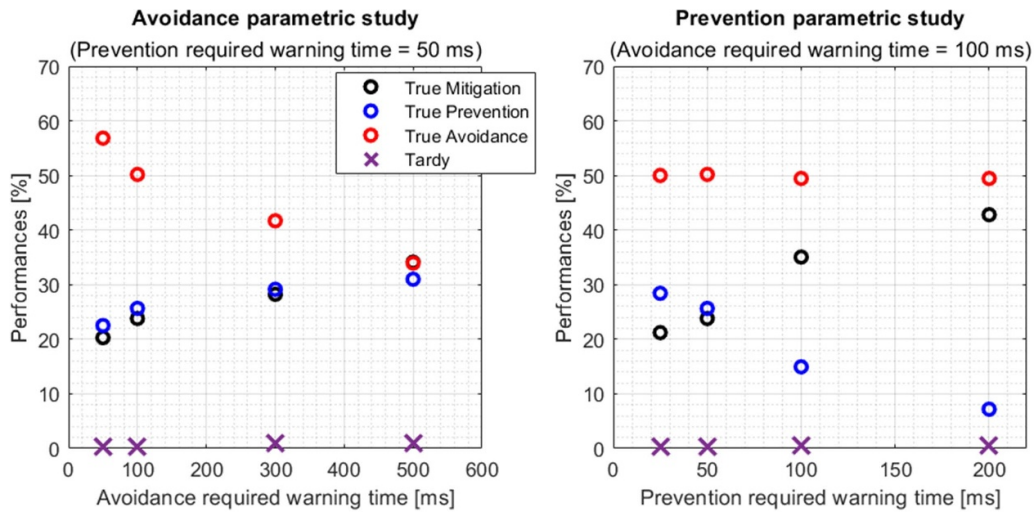 Avoidance parametric study
(Prevention required warning time = 50 ms)
70
60
50
40
30
20
10
0
Performances [%]
True Mitigation
True Prevention
True Avoidance
Tardy
0 100 200 300 400 500 600
Avoidance required warning time [ms]
Prevention parametric study
(Avoidance required warning time = 100 ms)
70
60
50
40
30
20
10
0
Performances [%]
0 50 100 150 200
Prevention required warning time [ms]